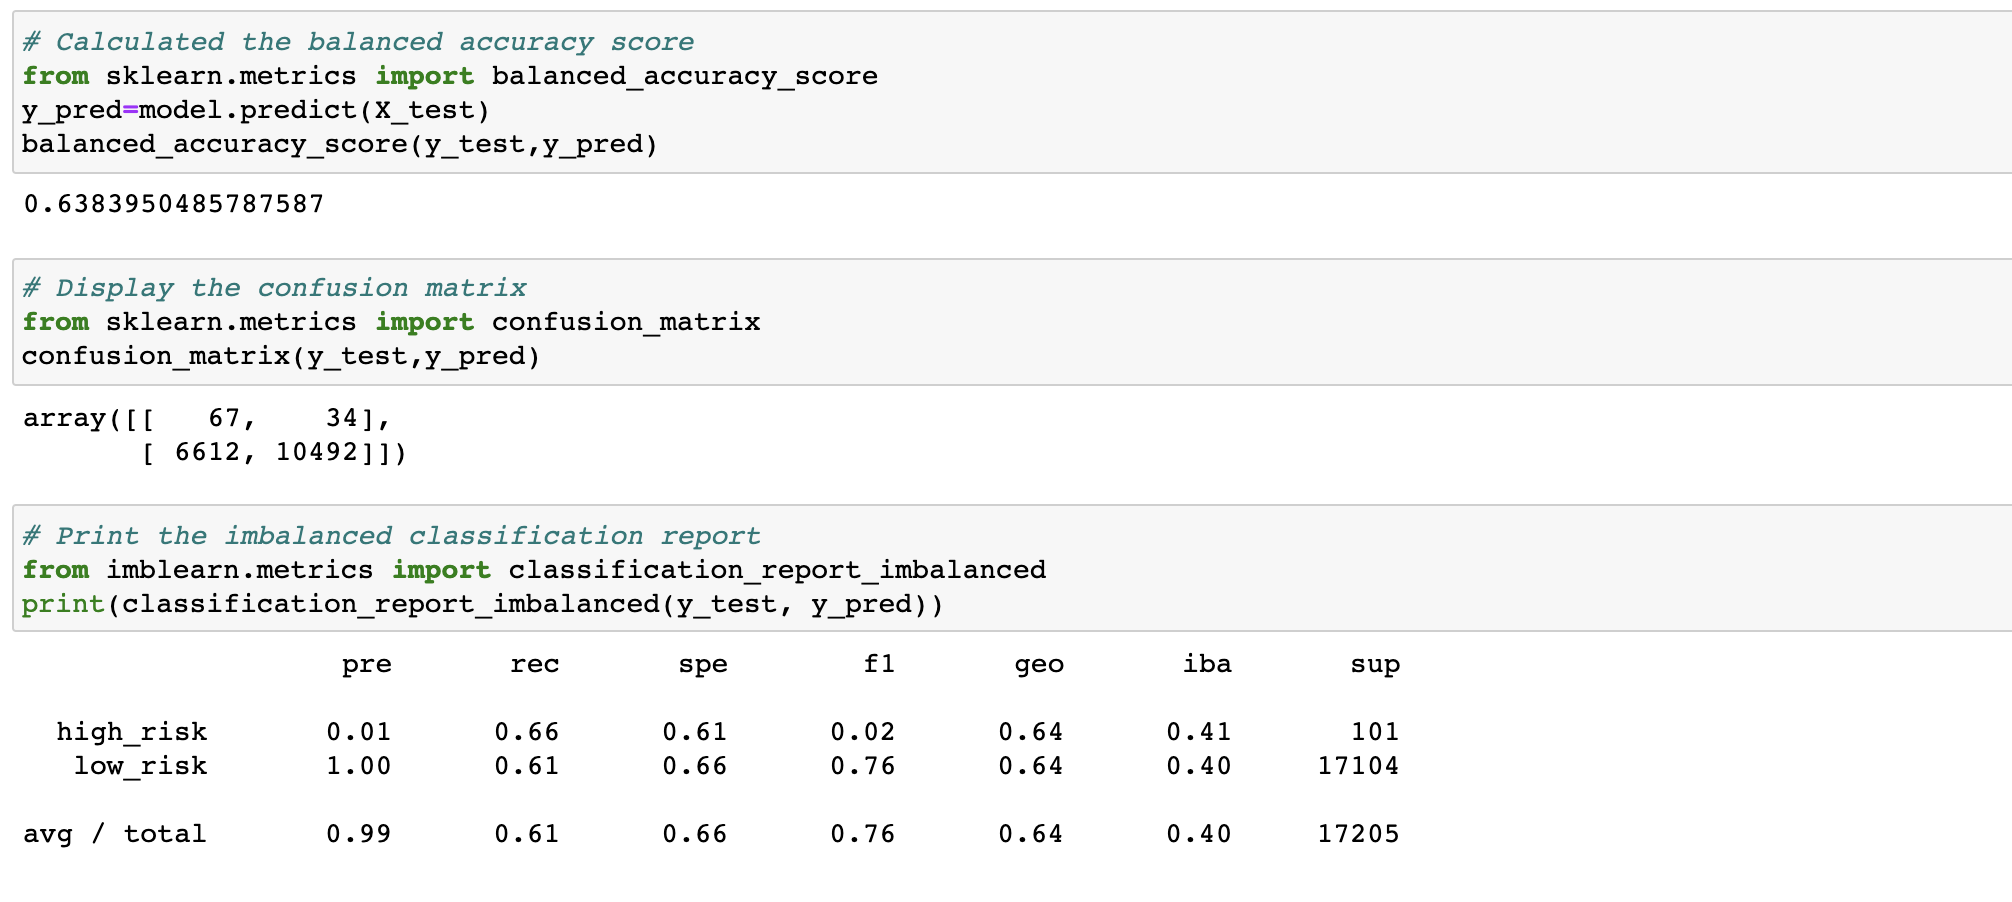 # Calculated the balanced accuracy score
from sklearn.metrics import balanced_accuracy_score
y_pred=model.predict(X_test)
balanced_accuracy_score(y_test,y_pred)
0.6383950485787587
# Display the confusion matrix
from sklearn.metrics import confusion_matrix
confusion_matrix(y_test,y_pred)
array([[   67,    34],
       [ 6612, 10492]])
# Print the imbalanced classification report
from imblearn.metrics import classification_report_imbalanced
print(classification_report_imbalanced(y_test, y_pred))
                   pre       rec       spe        f1       geo       iba       sup
  high_risk       0.01      0.66      0.61      0.02      0.64      0.41       101
   low_risk       1.00      0.61      0.66      0.76      0.64      0.40     17104
avg / total       0.99      0.61      0.66      0.76      0.64      0.40     17205